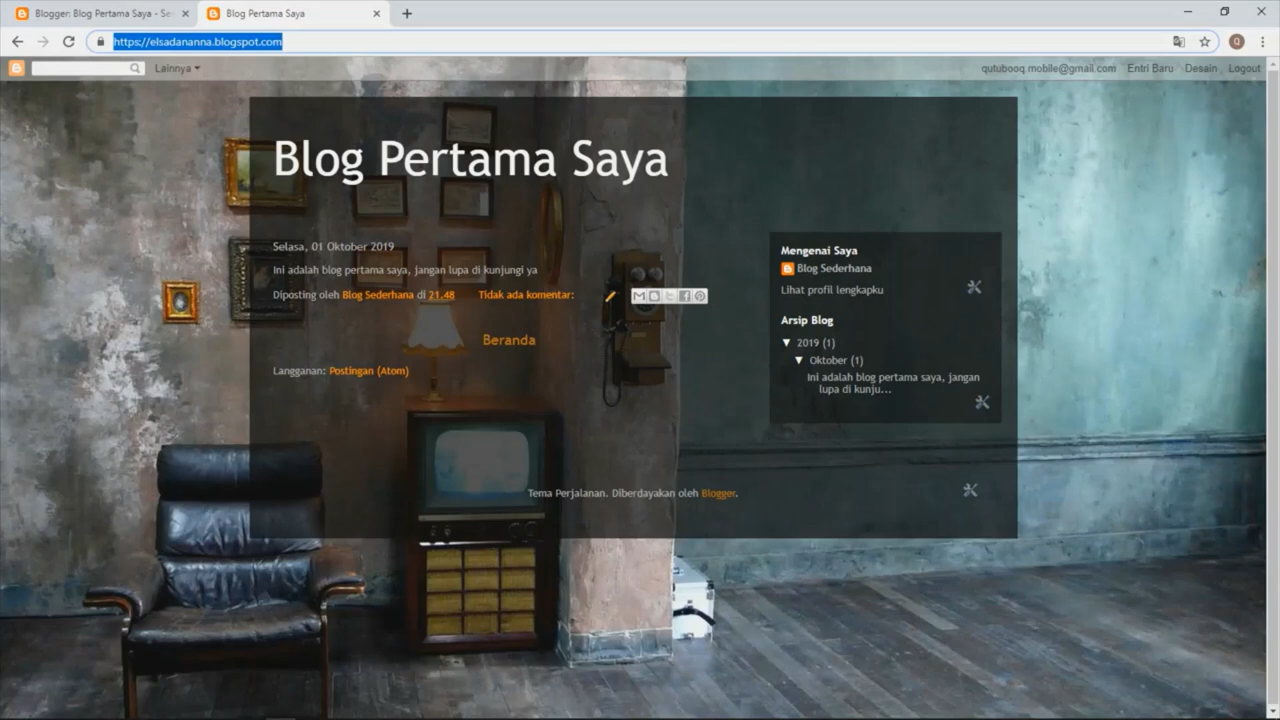 Blogger: Blog Pertama Saya - Se
Blog Pertama Saya
https://elsadananna.blogspot.com
Q
Lainnya
qutubooq mobile@gmail.com Entri Baru Desain Logout
Blog Pertama Saya
Selasa, 01 Oktober 2019
Ini adalah blog pertama saya, jangan lupa di kunjungi ya
Diposting oleh Blog Sederhana di 21.48 Tidak ada komentar:
Beranda
Langganan: Postingan (Atom)
Mengenai Saya
Blog Sederhana
Lihat profil lengkapku
Arsip Blog
▼ 2019 (1)
▼ Oktober (1)
Ini adalah blog pertama saya, jangan
lupa di kunju...
Tema Perjalanan. Diberdayakan oleh Blogger.